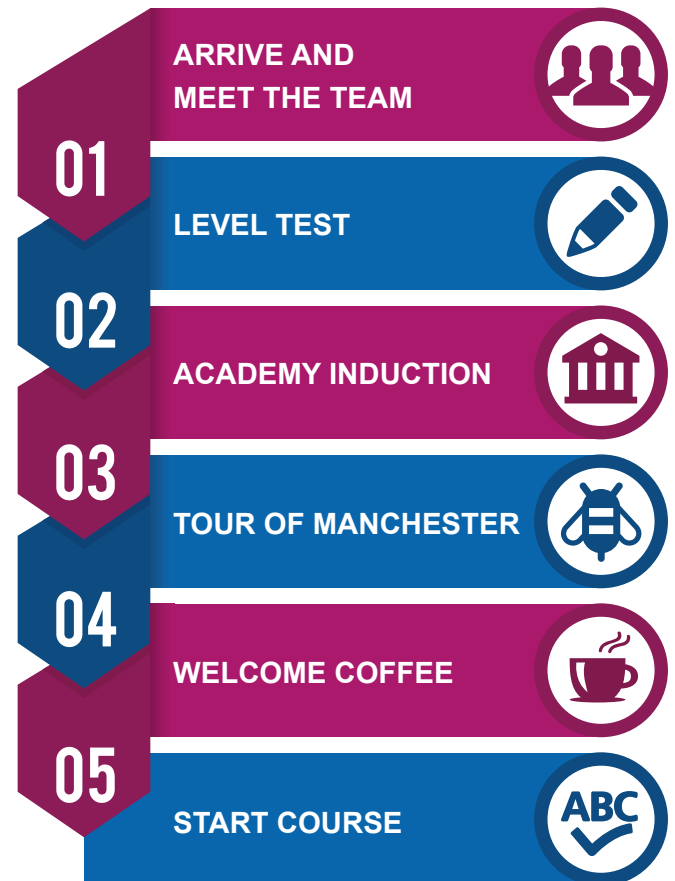 01
ARRIVE AND
MEET THE TEAM
02
LEVEL TEST
03
ACADEMY INDUCTION
04
TOUR OF MANCHESTER
05
WELCOME COFFEE
START COURSE
ABC